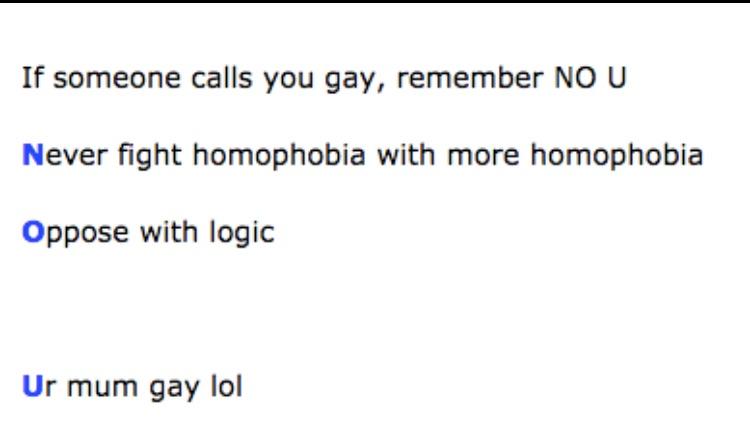 If someone calls you gay, remember NO U
Never fight homophobia with more homophobia
Oppose with logic
Ur mum gay lol